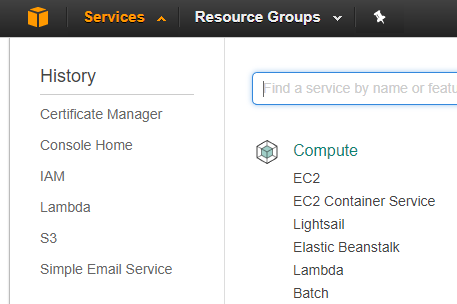 Services Resource Groups
History
Certificate Manager
Console Home
IAM
Lambda
S3
Simple Email Service
Find a service by name or featu
Compute
EC2
EC2 Container Service
Lightsail
Elastic Beanstalk
Lambda
Batch